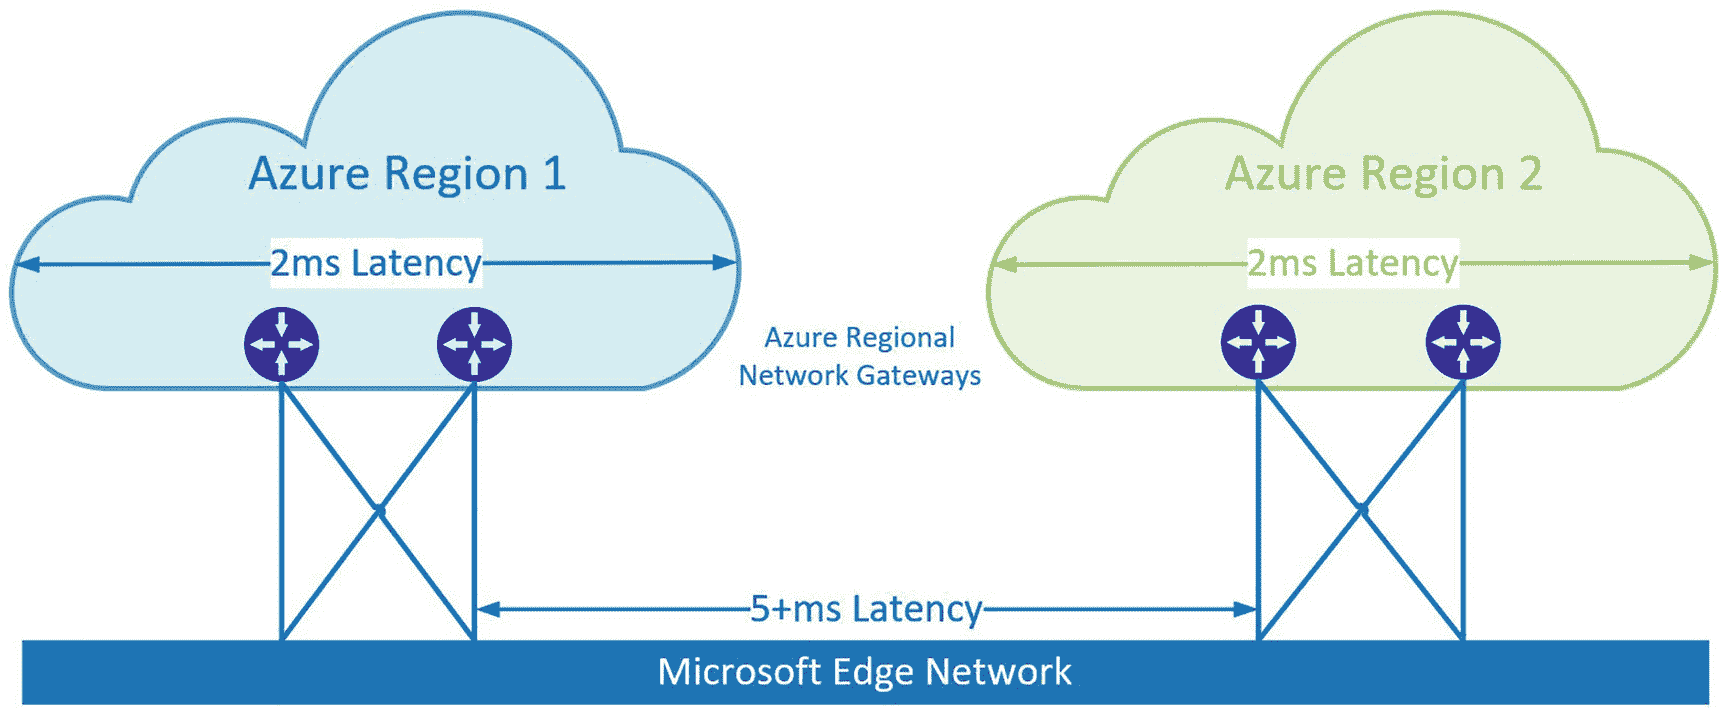 Azure Region 1
Azure Region 2
2ms Latency
2ms Latency
Azure Regional
Network Gateways
5+ms Latency
Microsoft Edge Network